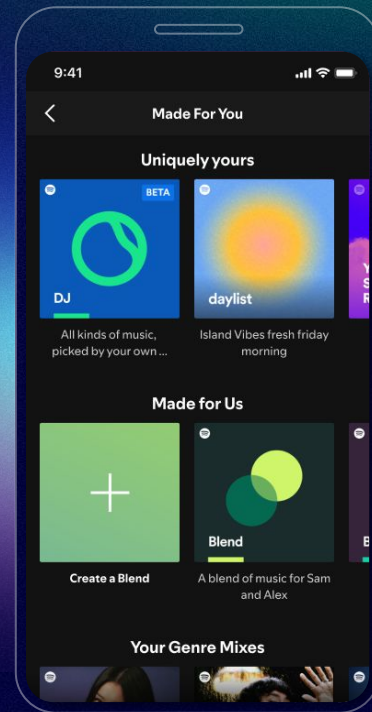 9:41
Made For You
Uniquely yours
BETA
DJ
daylist
All kinds of music,
picked by your own ...
Island Vibes fresh friday
morning
Made for Us
Blend
Create a Blend
A blend of music for Sam
and Alex
Your Genre Mixes